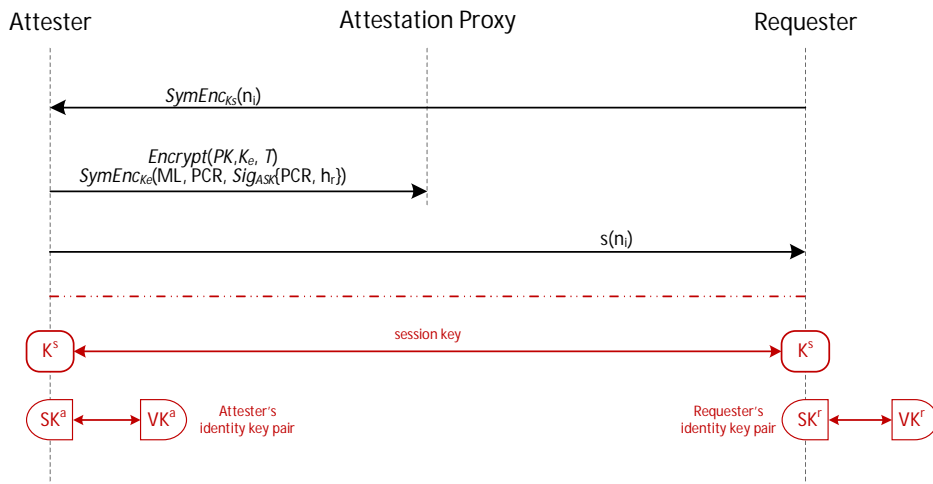 Attester Attestation Proxy Requester
SymEncKs(ni)
Encrypt(PK,Ke, T)
SymEncKe(ML, PCR, SigASK{PCR, hr})
s(ni)
session key
Ks Ks
SKa VKa Attester's Requester's SKr VKr
identity key pair identity key pair